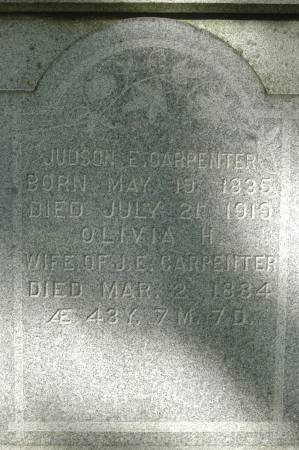 JUDSON E. CARPENTER
BORN MAY 19 1835
DIED JULY 21 1919
OLIVIA H
WIFE OF J. E. CARPENTER
DIED MAR. 2 1884
Æ. 43 Y. 7 M. 7 D.